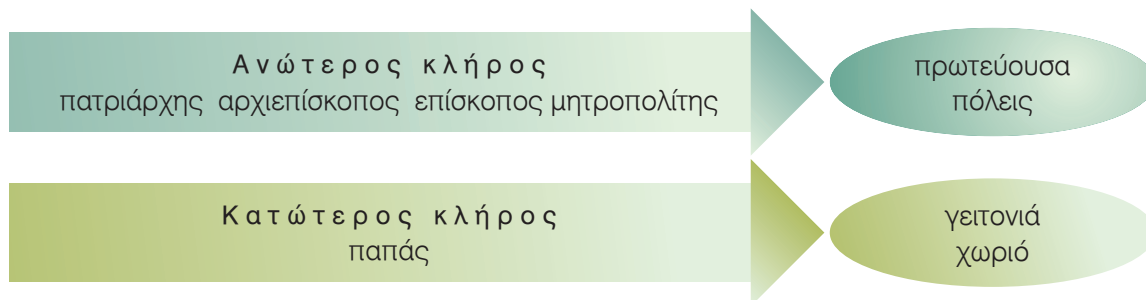 Ανώτερος κλήρος
πατριάρχης αρχιεπίσκοπος επίσκοπος μητροπολίτης
πρωτεύουσα
πόλεις
Κατώτερος κλήρος
παπάς
γειτονιά
χωριό